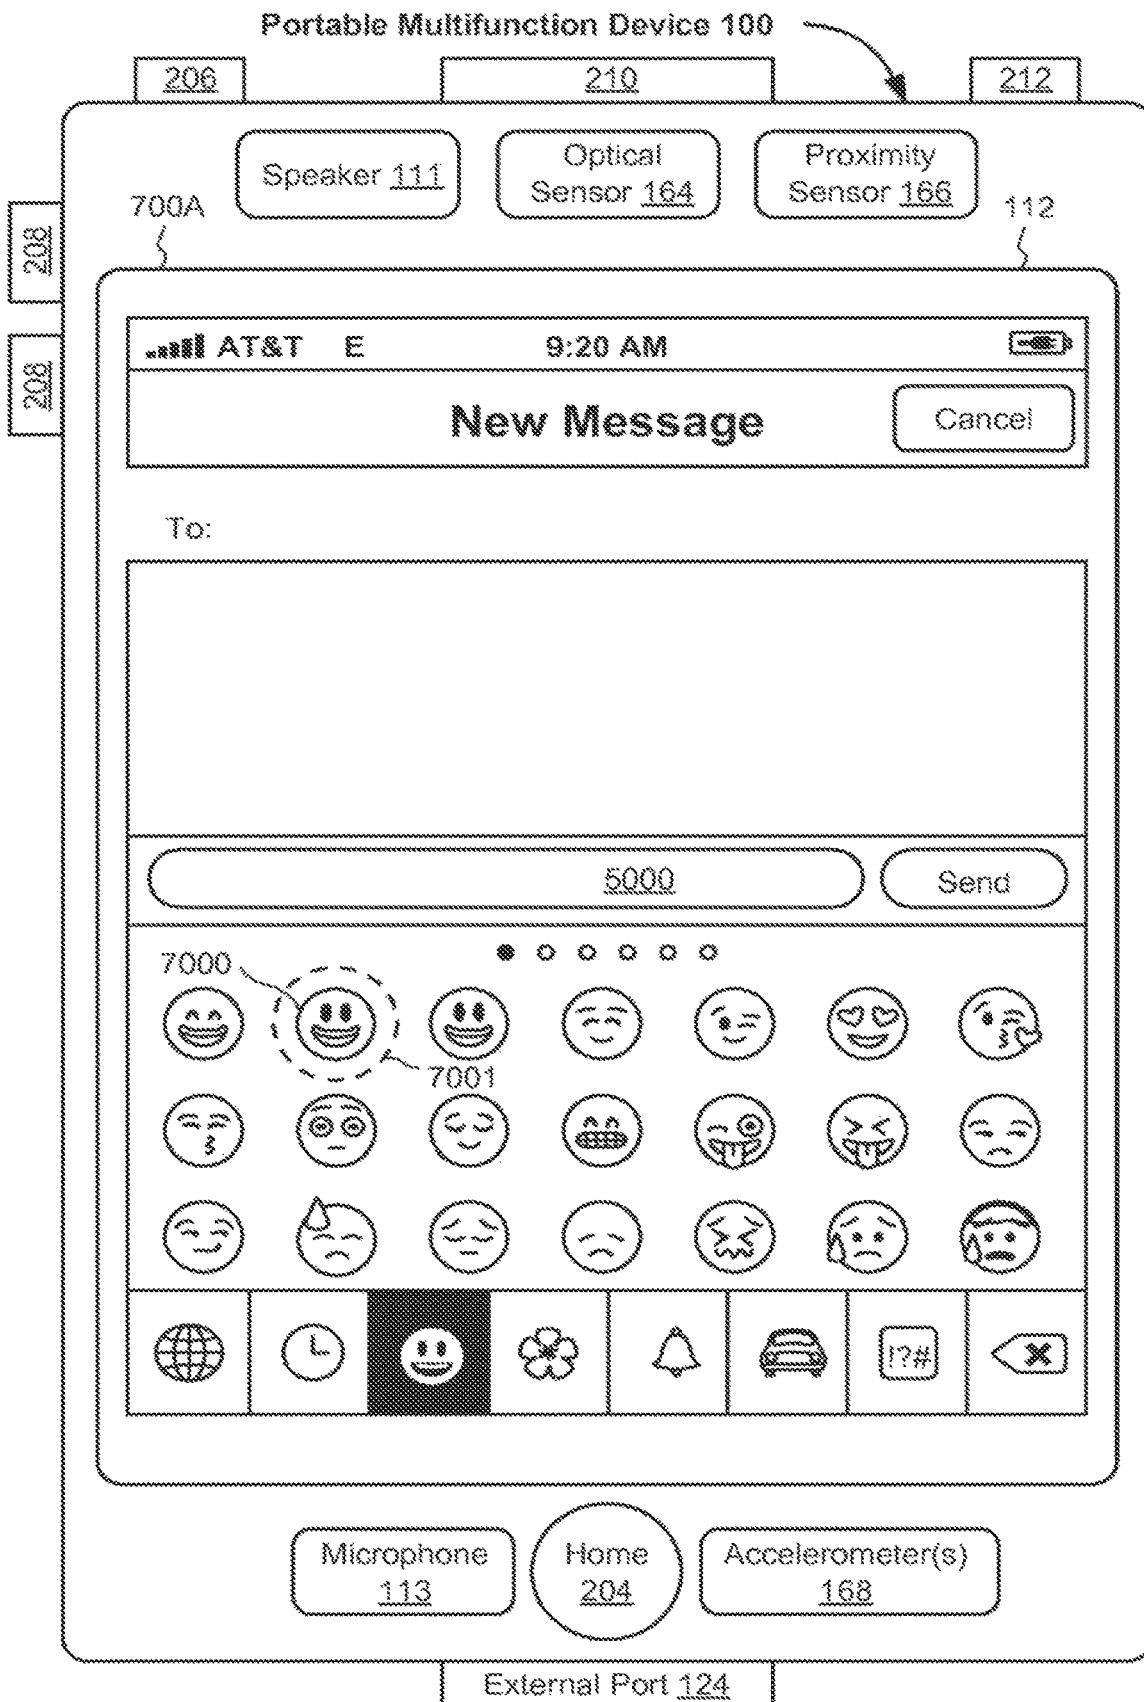 Portable Multifunction Device 100
206
210
212
Speaker 111
Optical
Sensor 164
Proximity
Sensor 166
700A
112
208
208
AT&T E 9:20 AM
New Message
Cancel
To:
5000
Send
7000
7001
!?#
Microphone
113
Home
204
Accelerometer(s)
168
External Port 124